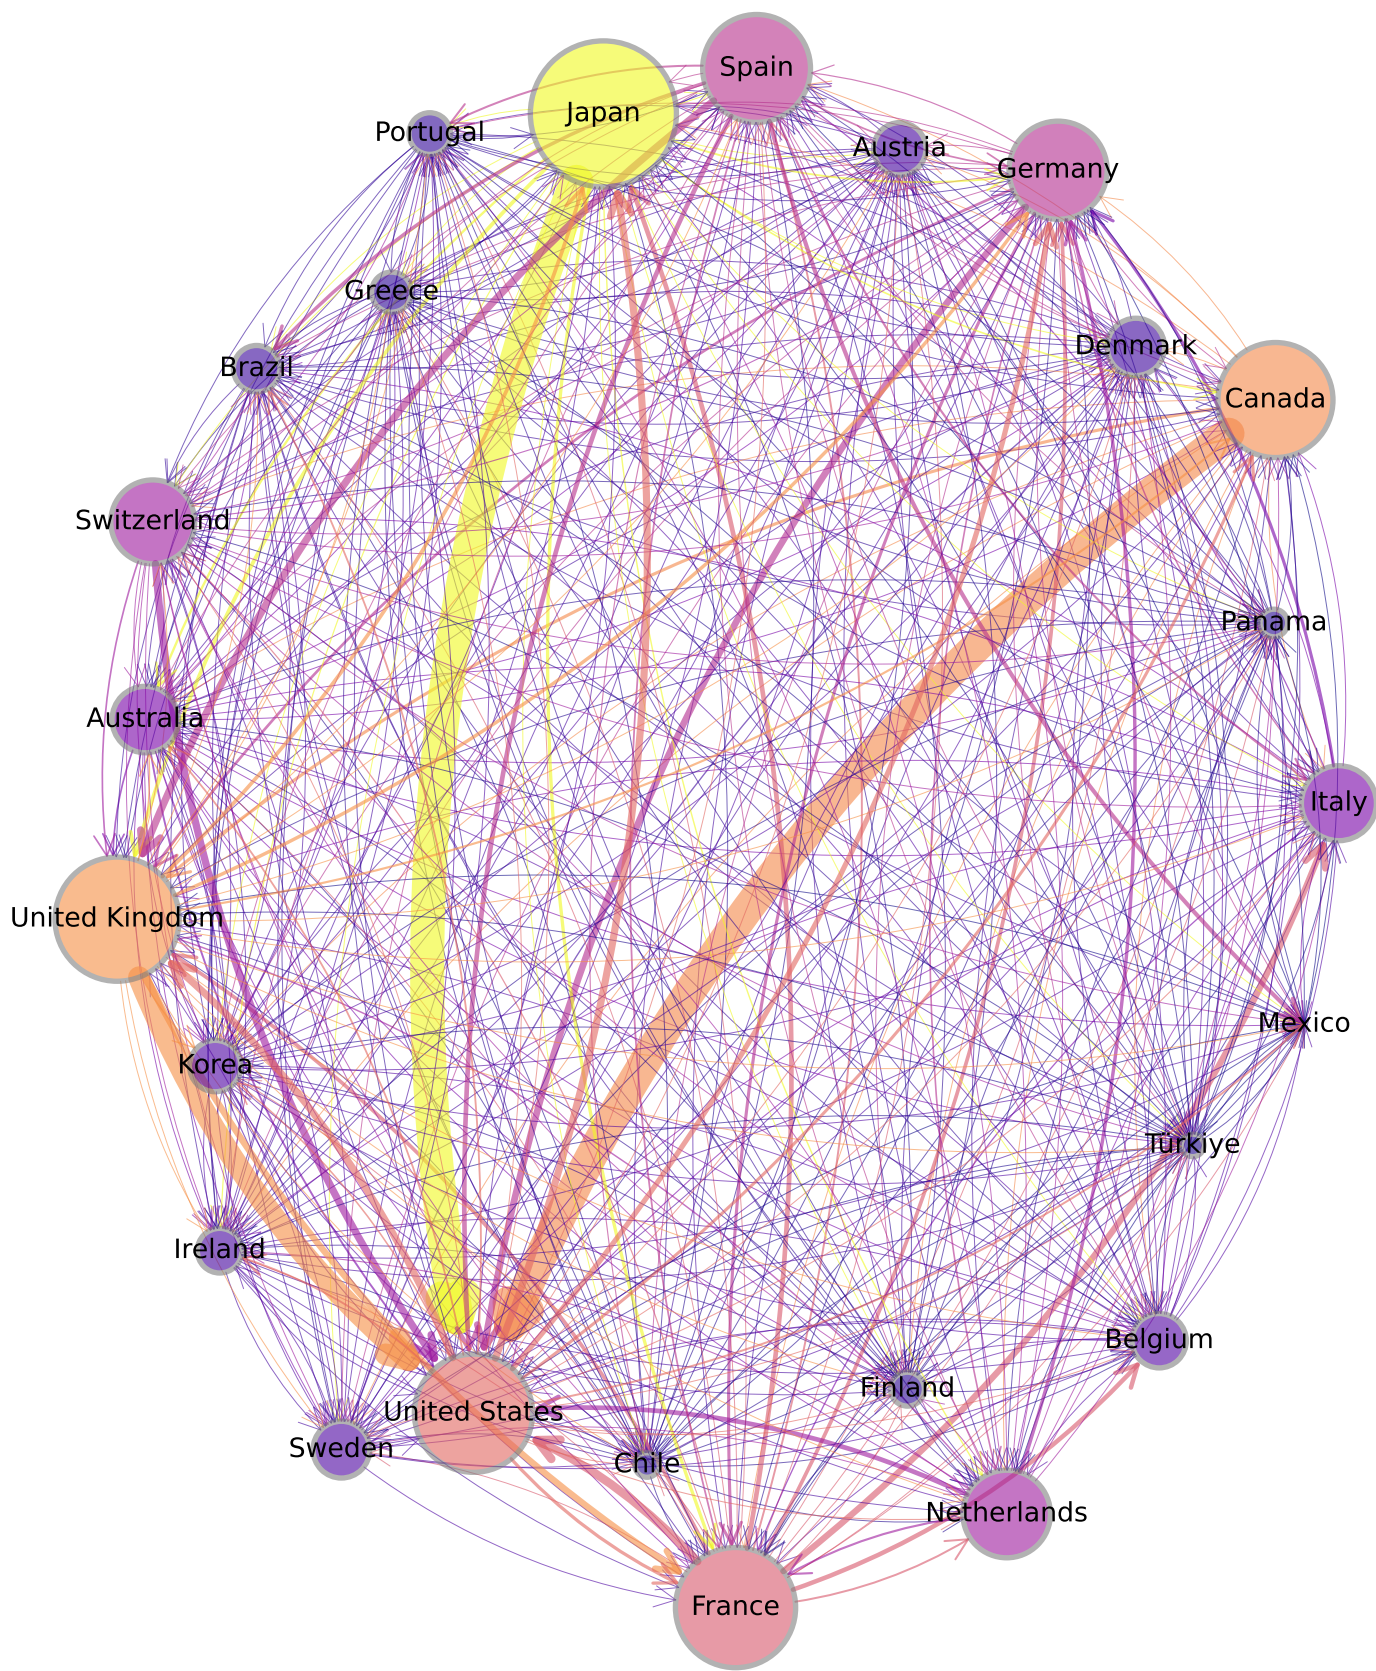 Spain
Japan
Portugal
Austria
Germany
Greece
Denmark
Brazil
Canada
Switzerland
Panama
Australia
Italy
United Kingdom
Mexico
Korea
Türkiye
Ireland
Belgium
Finland
United States
Sweden
Chile
Netherlands
France